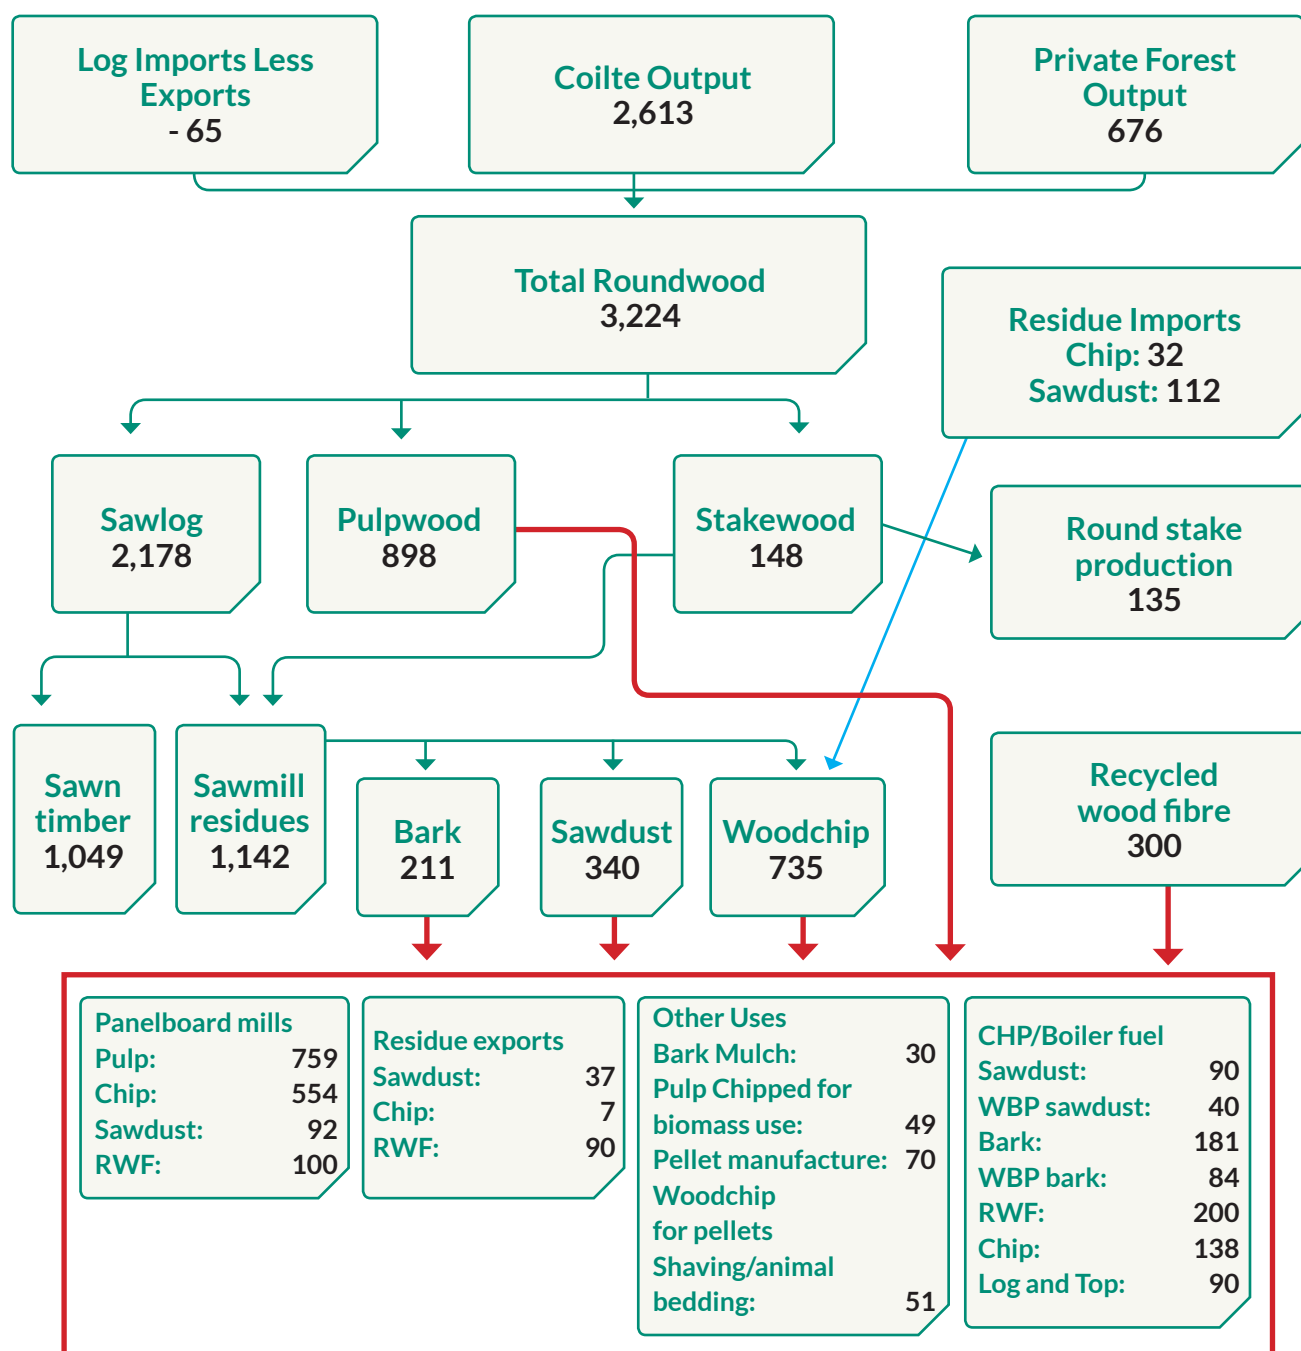 Log Imports Less
Exports
- 65
Coilte Output
2,613
Private Forest
Output
676
Total Roundwood
3,224
Residue Imports
Chip: 32
Sawdust: 112
Sawlog
2,178
Pulpwood
898
Stakewood
148
Round stake
production
135
Sawn
timber
1,049
Sawmill
residues
1,142
Bark
211
Sawdust
340
Woodchip
735
Recycled
wood fibre
300
Panelboard mills
Pulp: 759
Chip: 554
Sawdust: 92
RWF: 100
Residue exports
Sawdust: 37
Chip: 7
RWF: 90
Other Uses
Bark Mulch: 30
Pulp Chipped for
biomass use: 49
Pellet manufacture: 70
Woodchip
for pellets
Shaving/animal
bedding: 51
CHP/Boiler fuel
Sawdust: 90
WBP sawdust: 40
Bark: 181
WBP bark: 84
RWF: 200
Chip: 138
Log and Top: 90